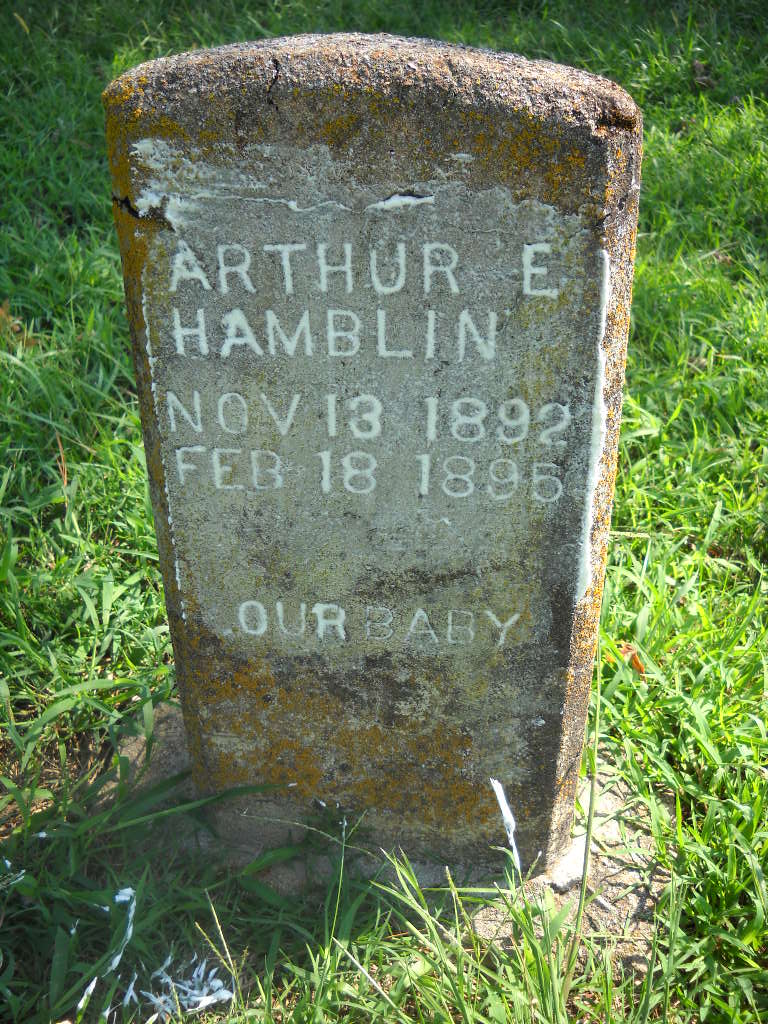 ARTHUR E
HAMBLIN
NOV 13 1892
FEB 18 1895
OUR BABY